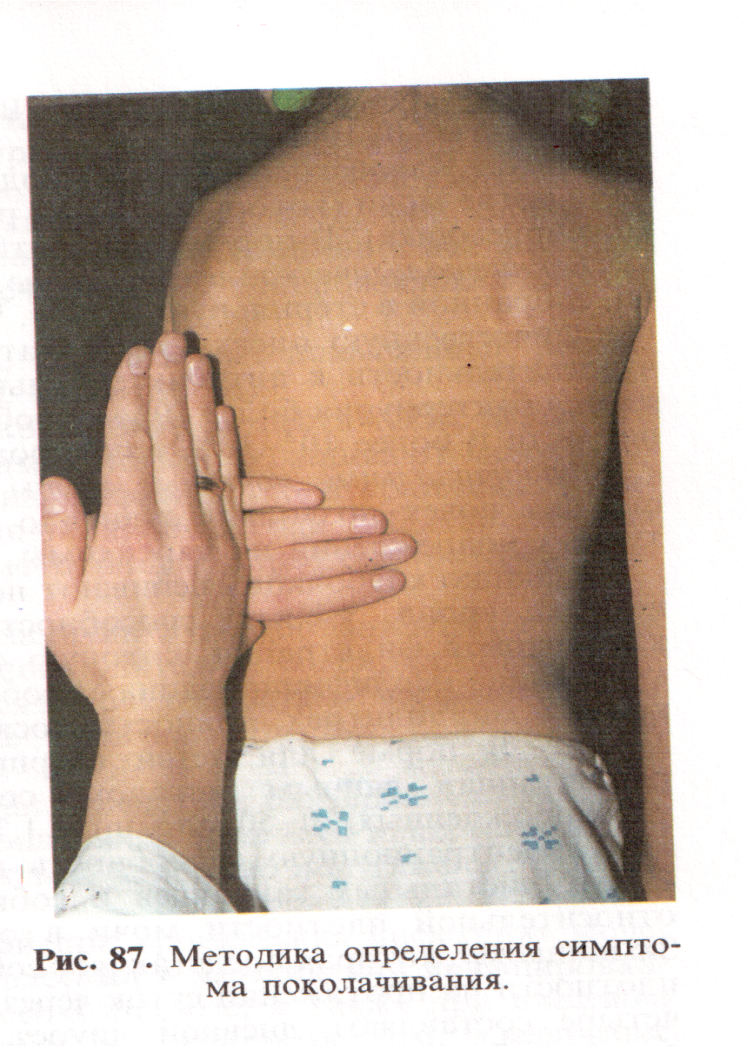 Рис. 87. Методика определения симпто-
ма поколачивания.